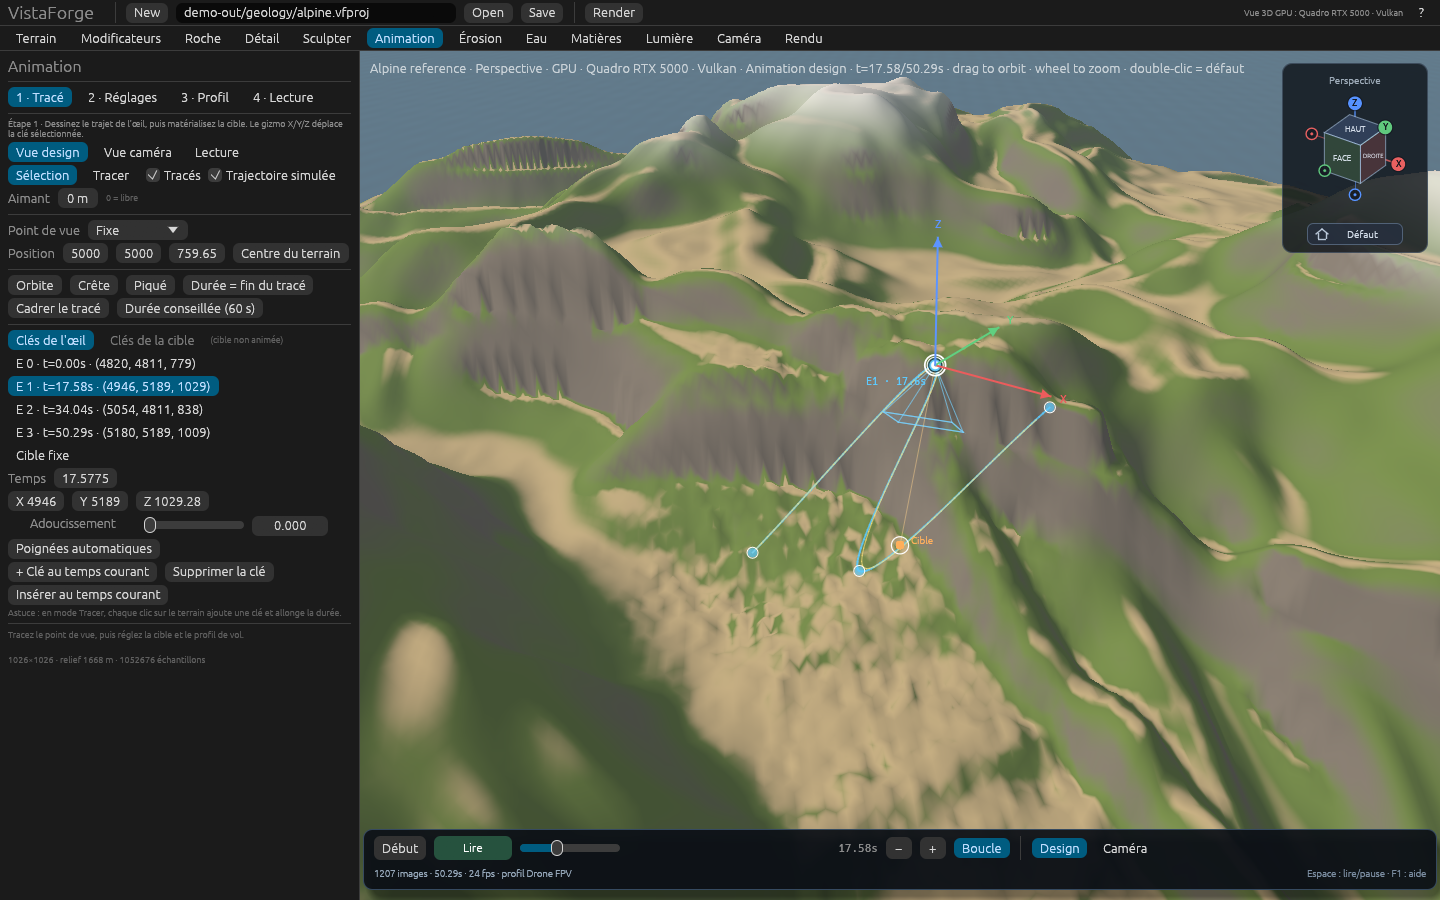 VistaForge New demo-out/geology/alpine.vfproj Open Save Render Vue 3D GPU : Quadro RTX 5000 · Vulkan ?
Terrain Modificateurs Roche Détail Sculpter Animation Érosion Eau Matières Lumière Caméra Rendu
Animation
1 · Tracé 2 · Réglages 3 · Profil 4 · Lecture
Étape 1 · Dessinez le trajet de l'œil, puis matérialisez la cible. Le gizmo X/Y/Z déplace
la clé sélectionnée.
Vue design Vue caméra Lecture
Sélection Tracer Tracés Trajectoire simulée
Aimant 0 m 0 = libre
Point de vue Fixe
Position 5000 5000 759.65 Centre du terrain
Orbite Crête Piqué Durée = fin du tracé
Cadrer le tracé Durée conseillée (60 s)
Clés de l'œil Clés de la cible (cible non animée)
E 0 · t=0.00s · (4820, 4811, 779)
E 1 · t=17.58s · (4946, 5189, 1029)
E 2 · t=34.04s · (5054, 4811, 838)
E 3 · t=50.29s · (5180, 5189, 1009)
Cible fixe
Temps 17.5775
X 4946 Y 5189 Z 1029.28
Adoucissement 0.000
Poignées automatiques
+ Clé au temps courant Supprimer la clé
Insérer au temps courant
Astuce : en mode Tracer, chaque clic sur le terrain ajoute une clé et allonge la durée.
Tracez le point de vue, puis réglez la cible et le profil de vol.
1026×1026 · relief 1668 m · 1052676 échantillons
Alpine reference · Perspective · GPU · Quadro RTX 5000 · Vulkan · Animation design · t=17.58/50.29s · drag to orbit · wheel to zoom · double-clic = défaut
Perspective
Z
HAUT
Y
FACE
DROITE
X
Défaut
Z
Y
X
E1 · 17.6s
Cible
Début Lire 17.58s − + Boucle Design Caméra
1207 images · 50.29s · 24 fps · profil Drone FPV Espace : lire/pause · F1 : aide